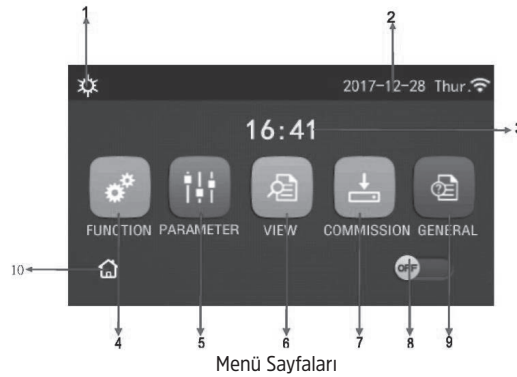 1
2
2017-12-28 Thur.
16:41
3
FUNCTION PARAMETER VIEW COMMISSION GENERAL
10
OFF
4 5 6 7 8 9
Menü Sayfaları